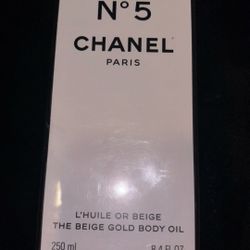 N°5
CHANEL
PARIS
L'HUILE OR BEIGE
THE BEIGE GOLD BODY OIL
250 ml 8.4 FL.OZ